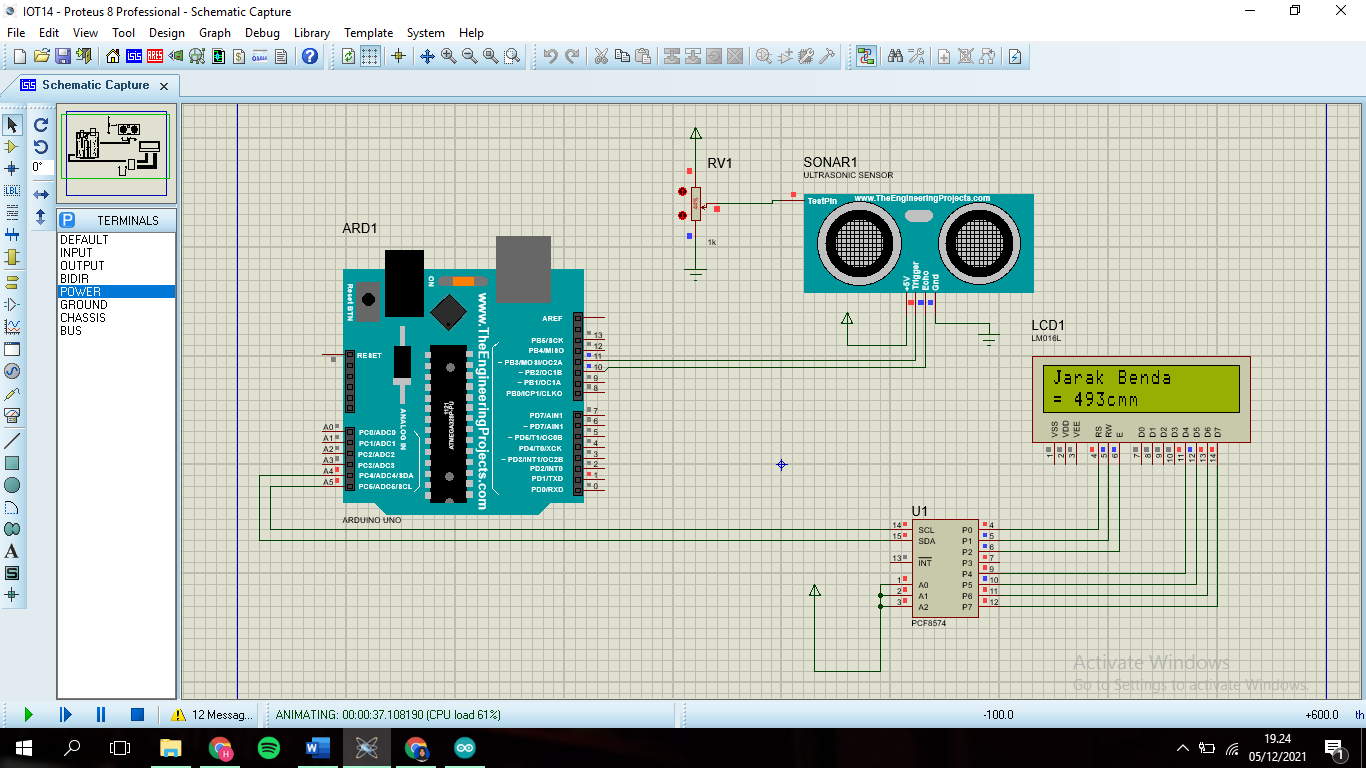 IOT14 - Proteus 8 Professional - Schematic Capture
File Edit View Tool Design Graph Debug Library Template System Help
Schematic Capture
0°
LBL
P TERMINALS
DEFAULT
INPUT
OUTPUT
BIDIR
POWER
GROUND
CHASSIS
BUS
RV1
1k
SONAR1
ULTRASONIC SENSOR
TestPin
www.TheEngineeringProjects.com
+5V
Trigger
Echo
Gnd
ARD1
Reset BTN
ON
www.TheEngineeringProjects.com
ANALOG IN
1121
ATMEGA328P-PU
RESET
A0 PC0/ADC0
A1 PC1/ADC1
A2 PC2/ADC2
A3 PC3/ADC3
A4 PC4/ADC4/SDA
A5 PC5/ADC5/SCL
AREF
PB5/SCK 13
PB4/MISO 12
~ PB3/MOSI/OC2A 11
~ PB2/OC1B 10
~ PB1/OC1A 9
PB0/ICP1/CLKO 8
PD7/AIN1 7
~ PD7/AIN1 6
~ PD5/T1/OC0B 5
PD4/T0/XCK 4
~ PD3/INT1/OC2B 3
PD2/INT0 2
PD1/TXD 1
PD0/RXD 0
ARDUINO UNO
LCD1
LM016L
Jarak Benda
= 493cmm
VSS VDD VEE RS RW E D0 D1 D2 D3 D4 D5 D6 D7
1 2 3 4 5 6 7 8 9 10 11 12 13 14
U1
14 SCL P0 4
15 SDA P1 5
P2 6
13 INT P3 7
P4 9
1 A0 P5 10
2 A1 P6 11
3 A2 P7 12
PCF8574
Activate Windows
Go to Settings to activate Windows.
12 Messag...
ANIMATING: 00:00:37.108190 (CPU load 61%)
-100.0
+600.0 th
19.24
05/12/2021
1